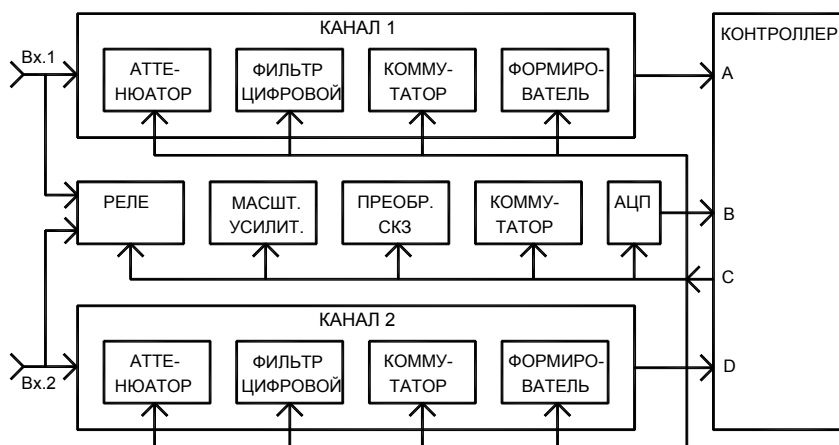 КАНАЛ 1
КОНТРОЛЛЕР
Вх.1
АТТЕ-
НЮАТОР
ФИЛЬТР
ЦИФРОВОЙ
КОММУ-
ТАТОР
ФОРМИРО-
ВАТЕЛЬ
A
РЕЛЕ
МАСШТ.
УСИЛИТ.
ПРЕОБР.
СКЗ
КОММУ-
ТАТОР
АЦП
B
C
КАНАЛ 2
Вх.2
АТТЕ-
НЮАТОР
ФИЛЬТР
ЦИФРОВОЙ
КОММУ-
ТАТОР
ФОРМИРО-
ВАТЕЛЬ
D